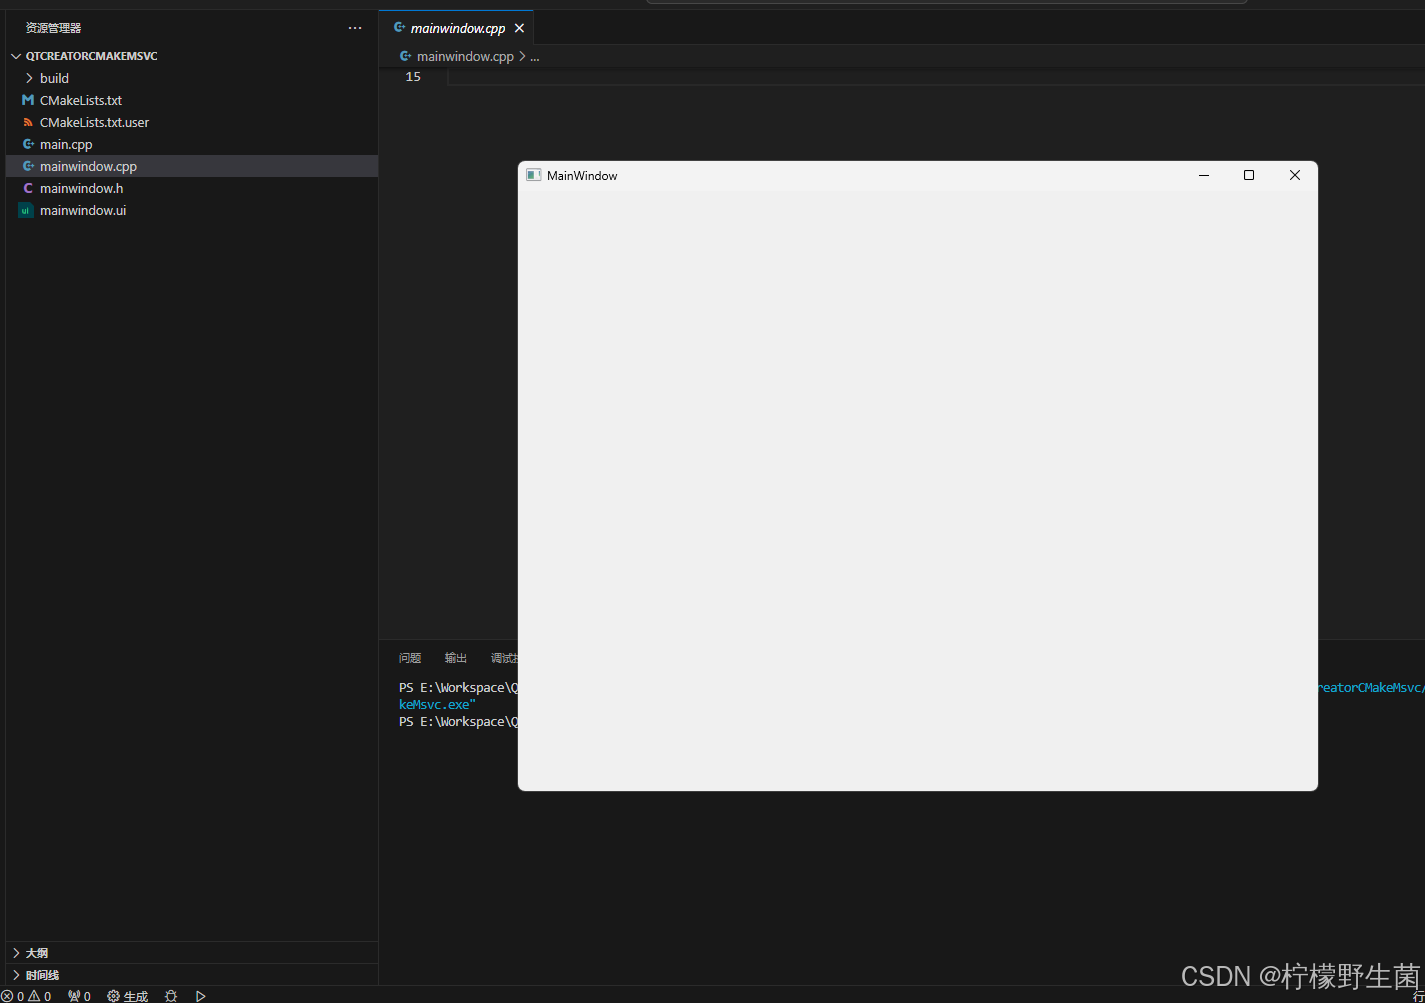 资源管理器
QTCREATORCMAKEMSVC
build
CMakeLists.txt
CMakeLists.txt.user
main.cpp
mainwindow.cpp
mainwindow.h
ui mainwindow.ui
大纲
时间线
mainwindow.cpp
mainwindow.cpp > ...
15
MainWindow
问题 输出 调试
PS E:\Workspace\Q reatorCMakeMsvc/
keMsvc.exe"
PS E:\Workspace\Q
0 0 0 生成
行
CSDN @柠檬野生菌